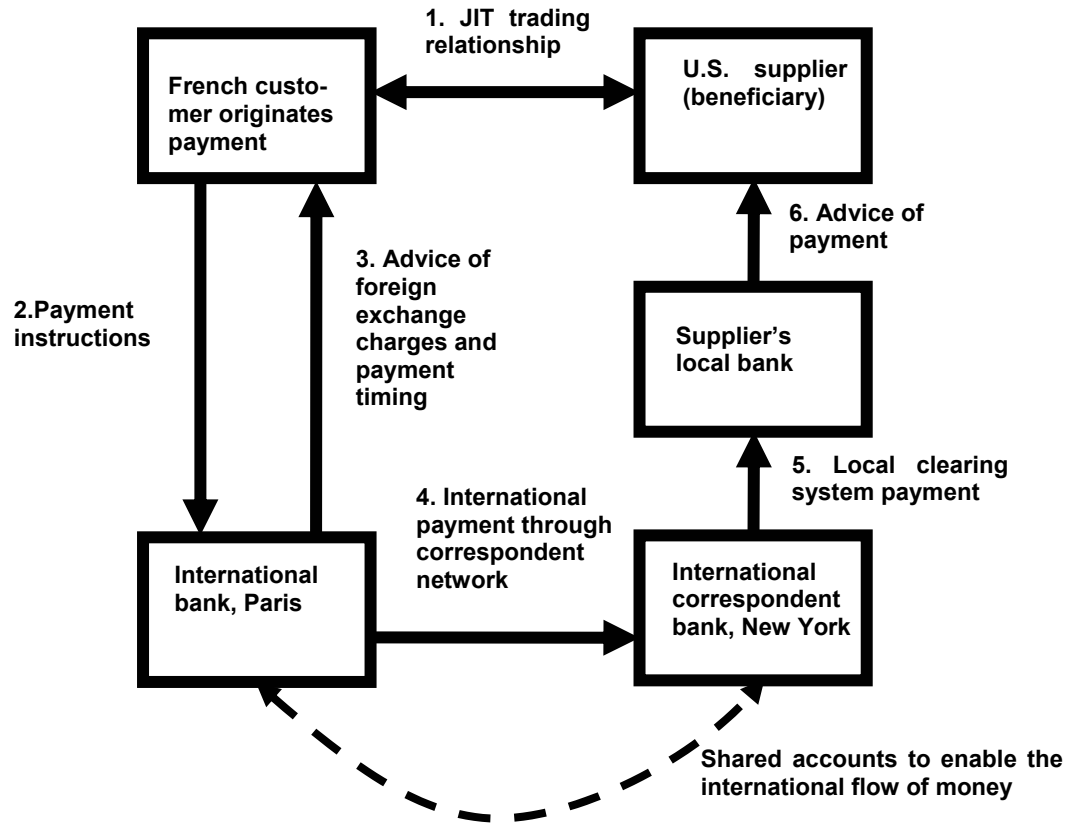 1. JIT trading
relationship
French custo-
mer originates
payment
U.S. supplier
(beneficiary)
2.Payment
instructions
3. Advice of
foreign
exchange
charges and
payment
timing
6. Advice of
payment
Supplier’s
local bank
5. Local clearing
system payment
4. International
payment through
correspondent
network
International
bank, Paris
International
correspondent
bank, New York
Shared accounts to enable the
international flow of money